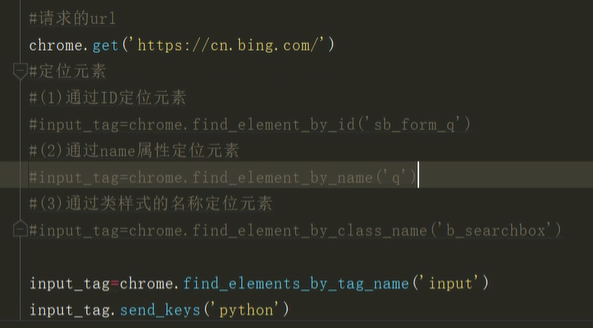 #请求的url
chrome.get('https://cn.bing.com/')
#定位元素
#(1)通过ID定位元素
#input_tag=chrome.find_element_by_id('sb_form_q')
#(2)通过name属性定位元素
#input_tag=chrome.find_element_by_name('q')
#(3)通过类样式的名称定位元素
#input_tag=chrome.find_element_by_class_name('b_searchbox')
input_tag=chrome.find_elements_by_tag_name('input')
input_tag.send_keys('python')